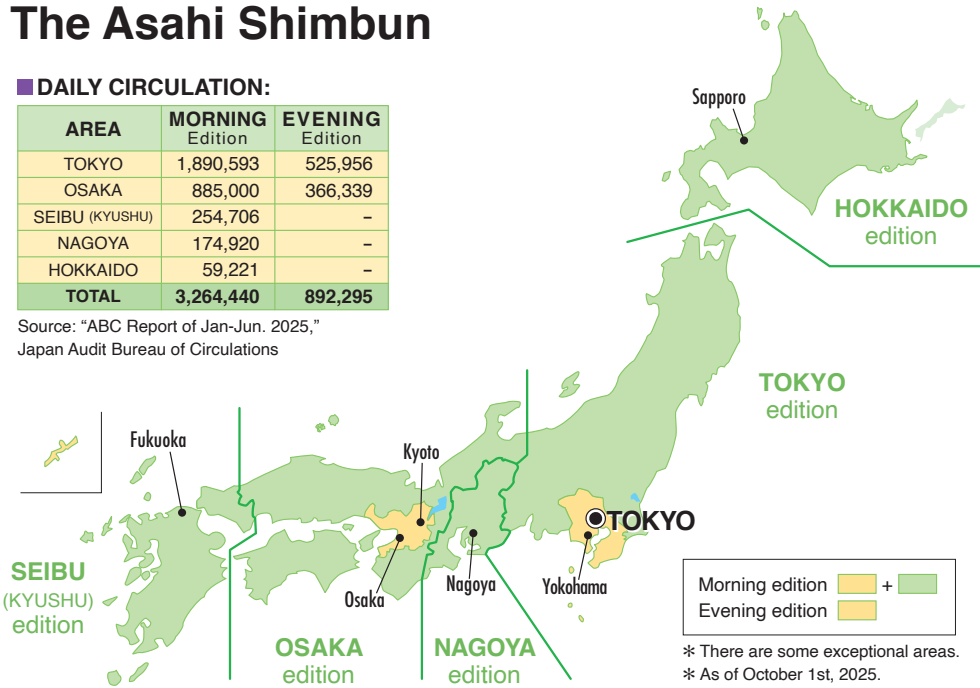 The Asahi Shimbun
DAILY CIRCULATION:
AREA MORNING Edition EVENING Edition
TOKYO 1,890,593 525,956
OSAKA 885,000 366,339
SEIBU (KYUSHU) 254,706 –
NAGOYA 174,920 –
HOKKAIDO 59,221 –
TOTAL 3,264,440 892,295
Source: “ABC Report of Jan-Jun. 2025,”
Japan Audit Bureau of Circulations
Sapporo
HOKKAIDO
edition
TOKYO
edition
Fukuoka
Kyoto
TOKYO
SEIBU
(KYUSHU)
edition
Osaka
Nagoya
Yokohama
OSAKA
edition
NAGOYA
edition
Morning edition +
Evening edition
＊ There are some exceptional areas.
＊ As of October 1st, 2025.